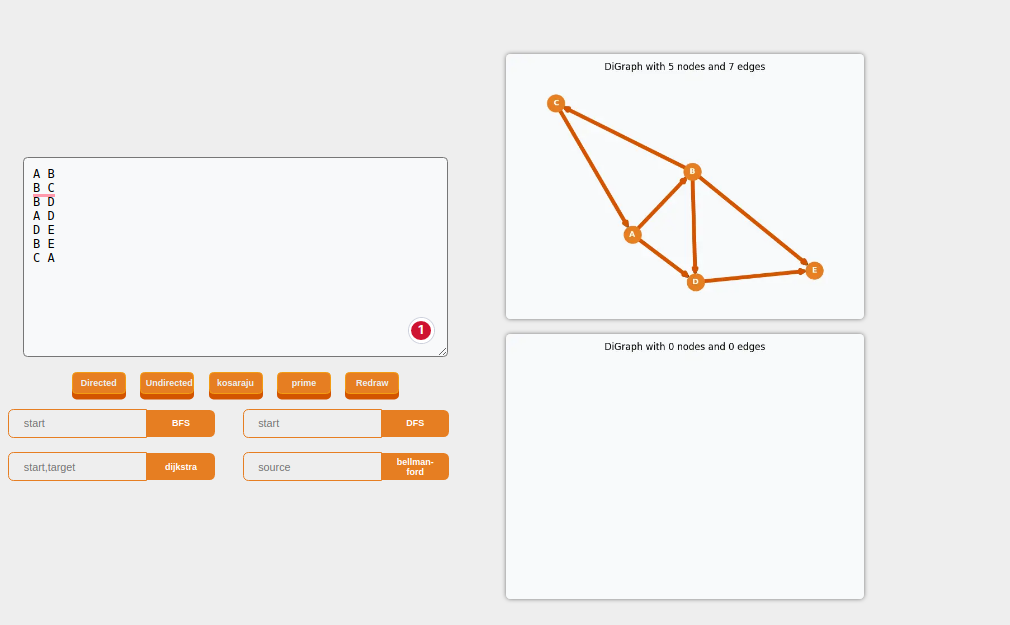 A B
B C
B D
A D
D E
B E
C A
1
Directed Undirected kosaraju prime Redraw
start BFS start DFS
start,target dijkstra source bellman-
ford
DiGraph with 5 nodes and 7 edges
C
B
A
E
D
DiGraph with 0 nodes and 0 edges